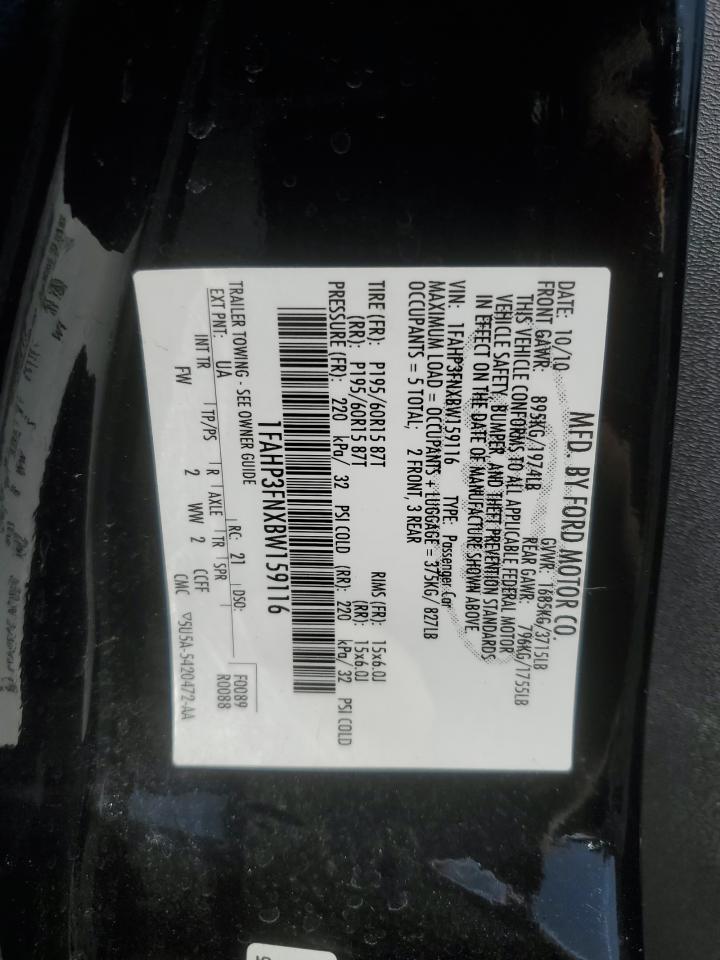 MFD. BY FORD MOTOR CO
DATE: 10/10 GVWR: 1685KG/3715LB
FRONT GAWR: 895KG/1974LB REAR GAWR: 796KG/1755LB
THIS VEHICLE CONFORMS TO ALL APPLICABLE FEDERAL MOTOR
VEHICLE SAFETY, BUMPER, AND THEFT PREVENTION STANDARDS
IN EFFECT ON THE DATE OF MANUFACTURE SHOWN ABOVE.
VIN: 1FAHP3FNXBW159116 TYPE: Passenger Car
MAXIMUM LOAD = OCCUPANTS + LUGGAGE = 375KG/ 827LB
OCCUPANTS = 5 TOTAL; 2 FRONT, 3 REAR
TIRE (FR): P195/60R15 87T RIMS (FR): 15x6.0J
(RR): P195/60R15 87T (RR): 15x6.0J
PRESSURE (FR): 220 kPa/ 32 PSI COLD (RR): 220 kPa/ 32 PSI COLD
1FAHP3FNXBW159116
TRAILER TOWING - SEE OWNER GUIDE F0089
EXT PNT: UA RC: 21 DSO: R0088
INT TR TP/PS R AXLE TR SPR
FW 2 WW 2 CCFF
CMC ▽5U5A-5420472-AA